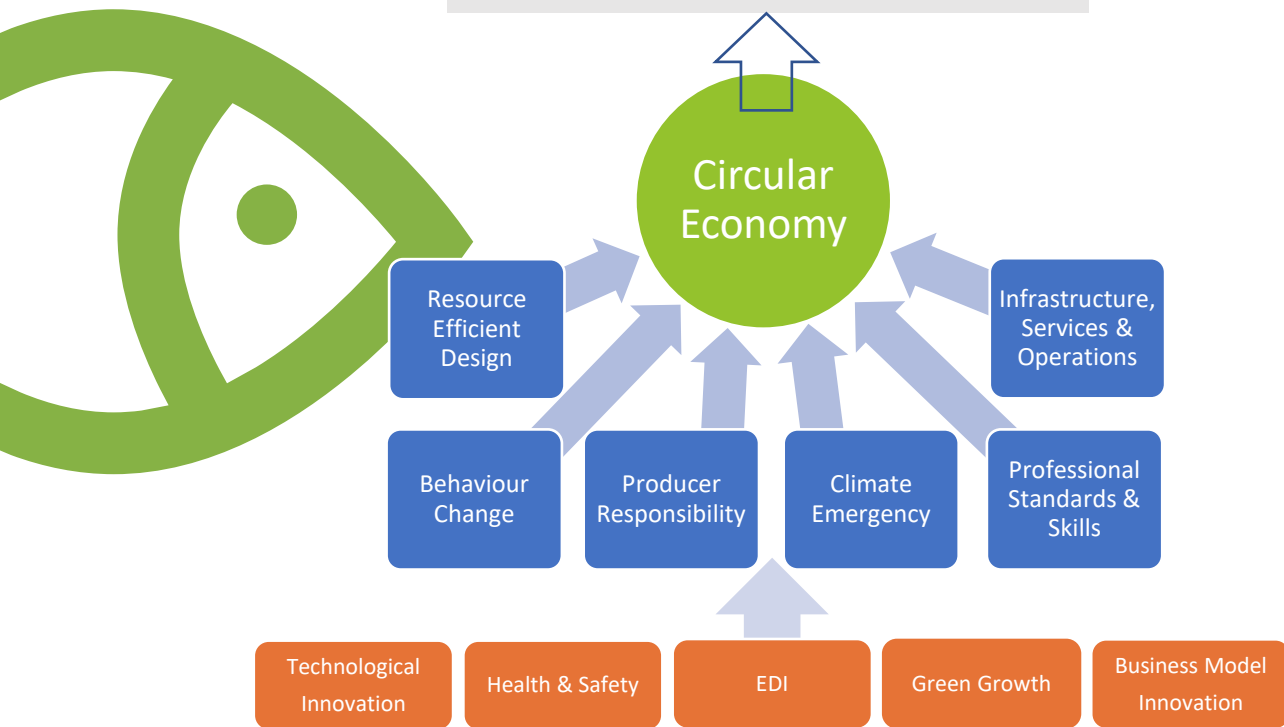 Circular
Economy
Resource
Efficient
Design
Infrastructure,
Services &
Operations
Behaviour
Change
Producer
Responsibility
Climate
Emergency
Professional
Standards &
Skills
Technological
Innovation
Health & Safety
EDI
Green Growth
Business Model
Innovation